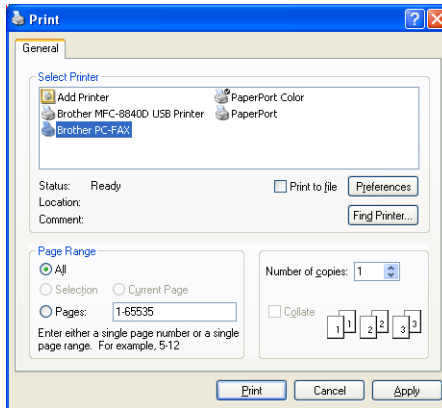 Print
General
Select Printer
Add Printer
PaperPort Color
Brother MFC-8840D USB Printer
PaperPort
Brother PC-FAX
Status: Ready
Print to file
Preferences
Location:
Comment:
Find Printer...
Page Range
All
Selection
Current Page
Pages: 1-65535
Enter either a single page number or a single
page range. For example, 5-12
Number of copies: 1
Collate
1 1 2 2 3 3
Print
Cancel
Apply